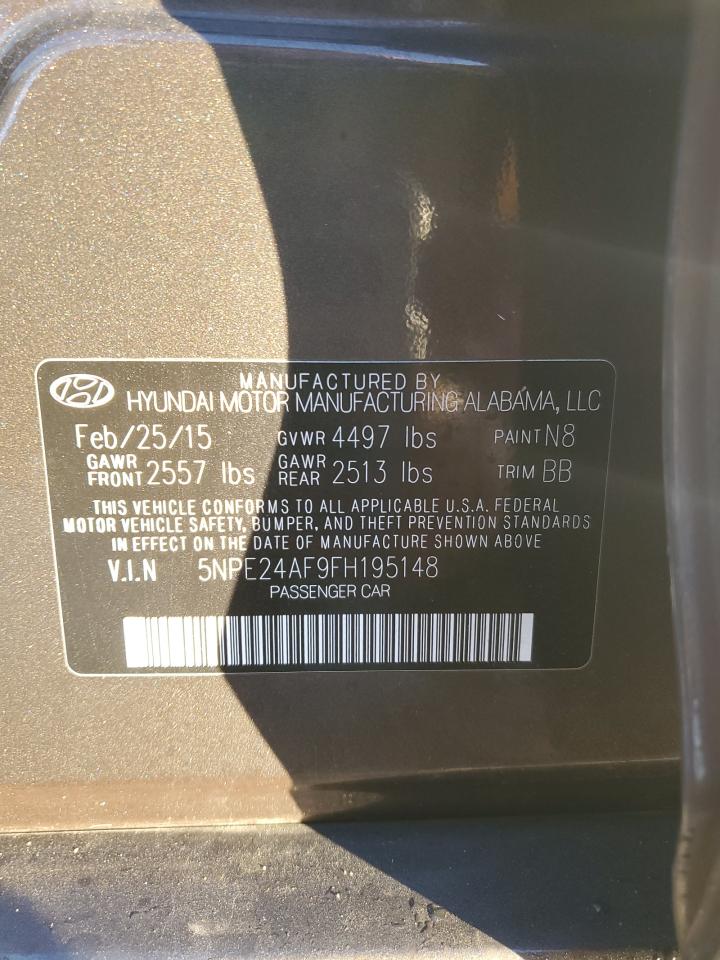 MANUFACTURED BY
HYUNDAI MOTOR MANUFACTURING ALABAMA, LLC
Feb/25/15 GVWR 4497 lbs PAINT N8
GAWR FRONT 2557 lbs GAWR REAR 2513 lbs TRIM BB
THIS VEHICLE CONFORMS TO ALL APPLICABLE U.S.A. FEDERAL
MOTOR VEHICLE SAFETY, BUMPER, AND THEFT PREVENTION STANDARDS
IN EFFECT ON THE DATE OF MANUFACTURE SHOWN ABOVE
V.I.N 5NPE24AF9FH195148
PASSENGER CAR